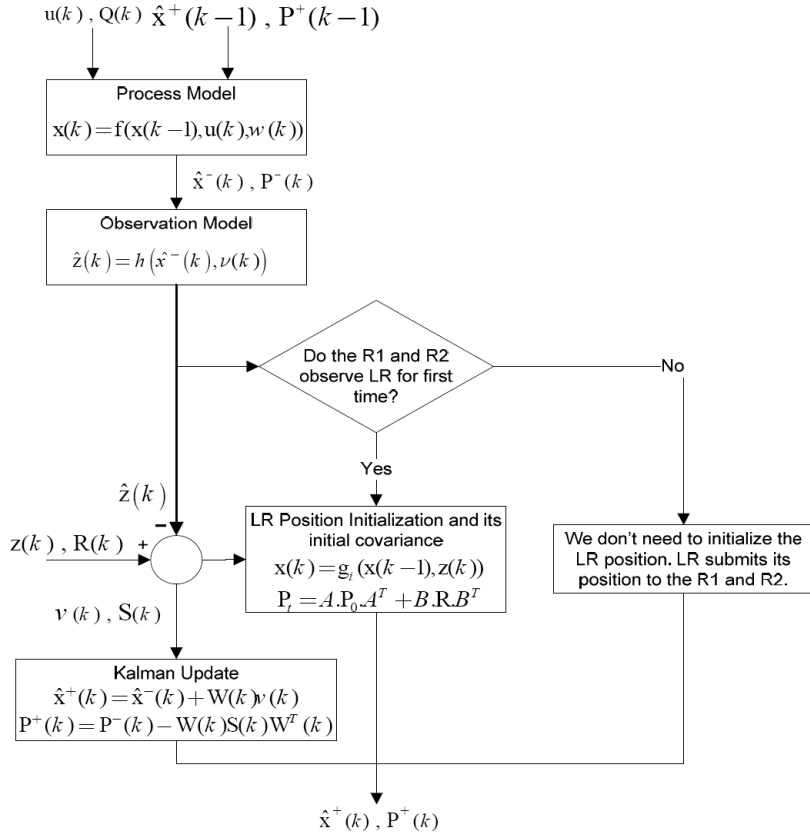 u(k) , Q(k) x̂⁺(k−1) , P⁺(k−1)
Process Model
x(k)=f(x(k−1),u(k),w(k))
x̂⁻(k) , P⁻(k)
Observation Model
ẑ(k)=h(x̂⁻(k),ν(k))
Do the R1 and R2
observe LR for first
time?
No
Yes
ẑ(k)
−
z(k) , R(k) +
LR Position Initialization and its
initial covariance
x(k)=gᵢ(x(k−1),z(k))
Pₜ=A.P₀.Aᵀ+B.R.Bᵀ
We don't need to initialize the
LR position. LR submits its
position to the R1 and R2.
ν(k) , S(k)
Kalman Update
x̂⁺(k)=x̂⁻(k)+W(k)ν(k)
P⁺(k)=P⁻(k)−W(k)S(k)Wᵀ(k)
x̂⁺(k) , P⁺(k)